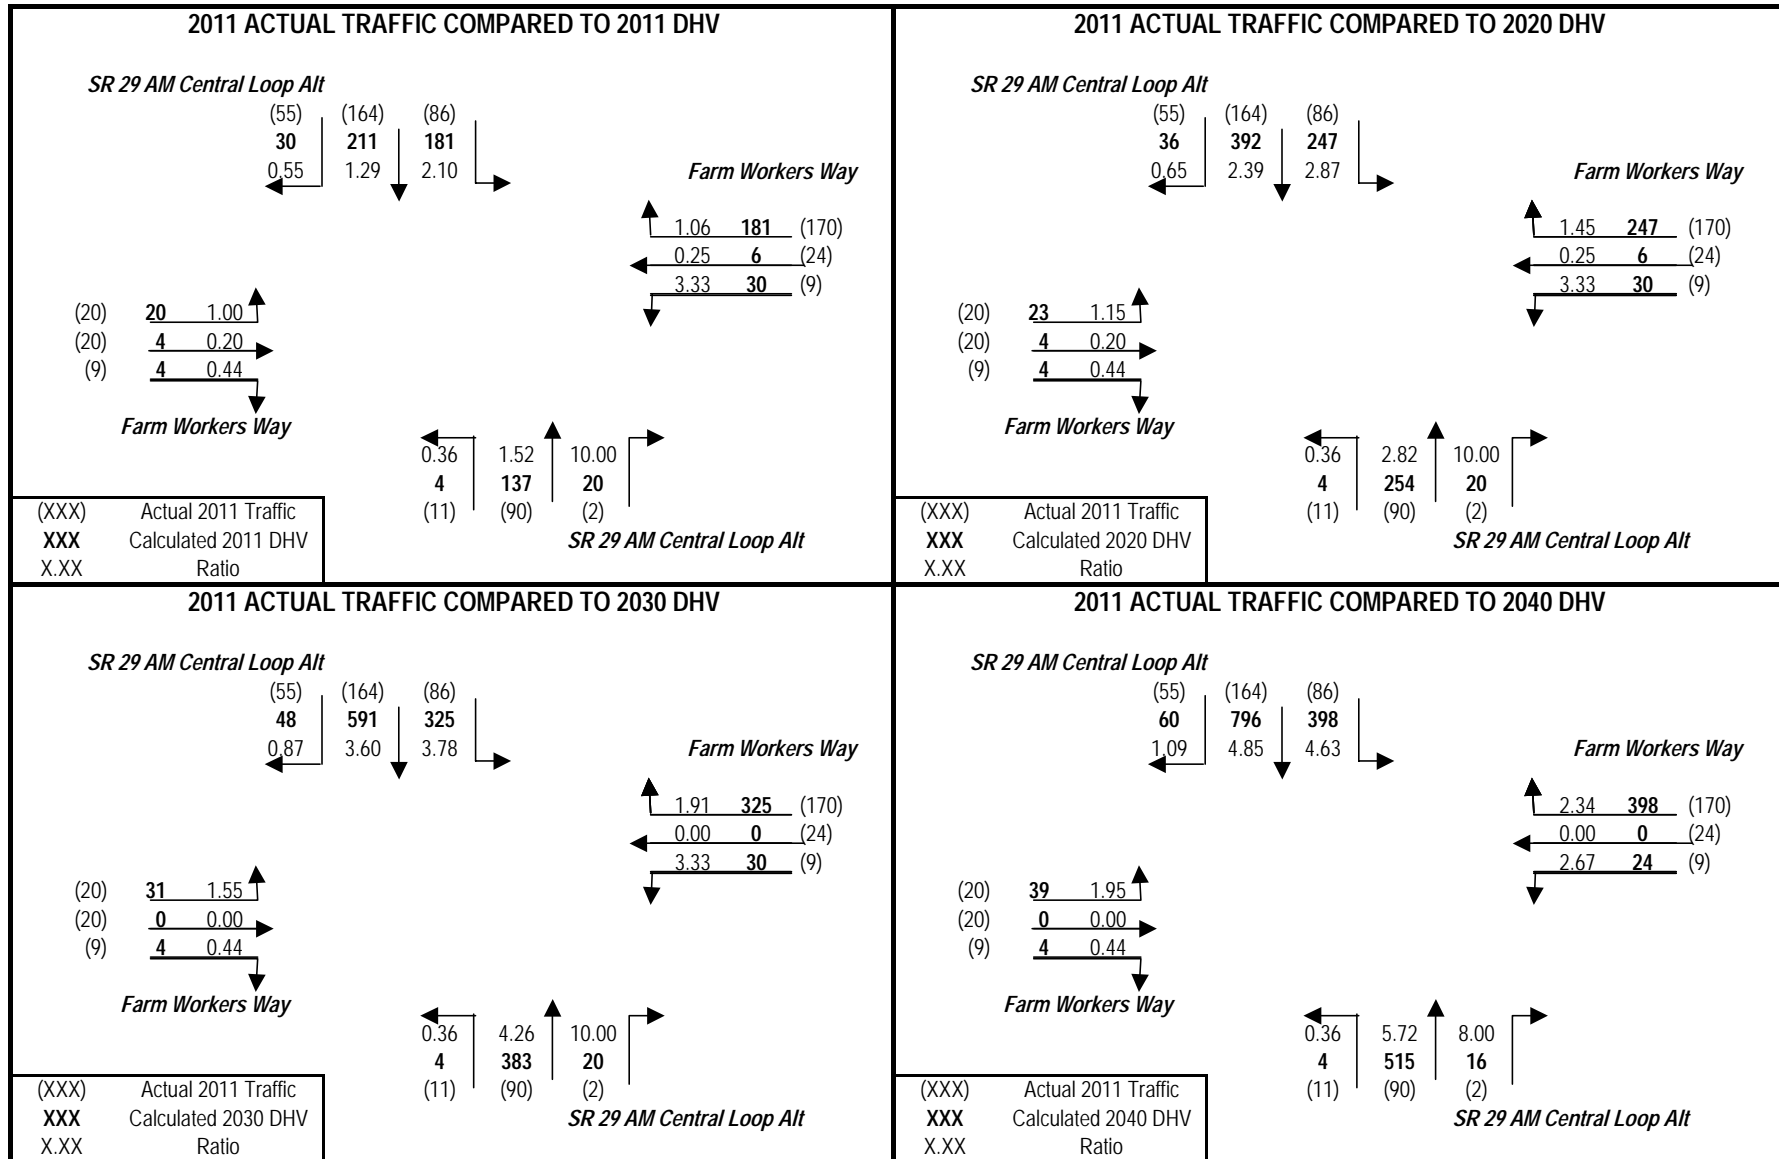 2011 ACTUAL TRAFFIC COMPARED TO 2011 DHV
SR 29 AM Central Loop Alt
(55) (164) (86)
30 211 181
0.55 1.29 2.10
Farm Workers Way
1.06 181 (170)
0.25 6 (24)
3.33 30 (9)
(20) 20 1.00
(20) 4 0.20
(9) 4 0.44
Farm Workers Way
0.36 1.52 10.00
4 137 20
(11) (90) (2)
SR 29 AM Central Loop Alt
(XXX) Actual 2011 Traffic
XXX Calculated 2011 DHV
X.XX Ratio
2011 ACTUAL TRAFFIC COMPARED TO 2020 DHV
SR 29 AM Central Loop Alt
(55) (164) (86)
36 392 247
0.65 2.39 2.87
Farm Workers Way
1.45 247 (170)
0.25 6 (24)
3.33 30 (9)
(20) 23 1.15
(20) 4 0.20
(9) 4 0.44
Farm Workers Way
0.36 2.82 10.00
4 254 20
(11) (90) (2)
SR 29 AM Central Loop Alt
(XXX) Actual 2011 Traffic
XXX Calculated 2020 DHV
X.XX Ratio
2011 ACTUAL TRAFFIC COMPARED TO 2030 DHV
SR 29 AM Central Loop Alt
(55) (164) (86)
48 591 325
0.87 3.60 3.78
Farm Workers Way
1.91 325 (170)
0.00 0 (24)
3.33 30 (9)
(20) 31 1.55
(20) 0 0.00
(9) 4 0.44
Farm Workers Way
0.36 4.26 10.00
4 383 20
(11) (90) (2)
SR 29 AM Central Loop Alt
(XXX) Actual 2011 Traffic
XXX Calculated 2030 DHV
X.XX Ratio
2011 ACTUAL TRAFFIC COMPARED TO 2040 DHV
SR 29 AM Central Loop Alt
(55) (164) (86)
60 796 398
1.09 4.85 4.63
Farm Workers Way
2.34 398 (170)
0.00 0 (24)
2.67 24 (9)
(20) 39 1.95
(20) 0 0.00
(9) 4 0.44
Farm Workers Way
0.36 5.72 8.00
4 515 16
(11) (90) (2)
SR 29 AM Central Loop Alt
(XXX) Actual 2011 Traffic
XXX Calculated 2040 DHV
X.XX Ratio